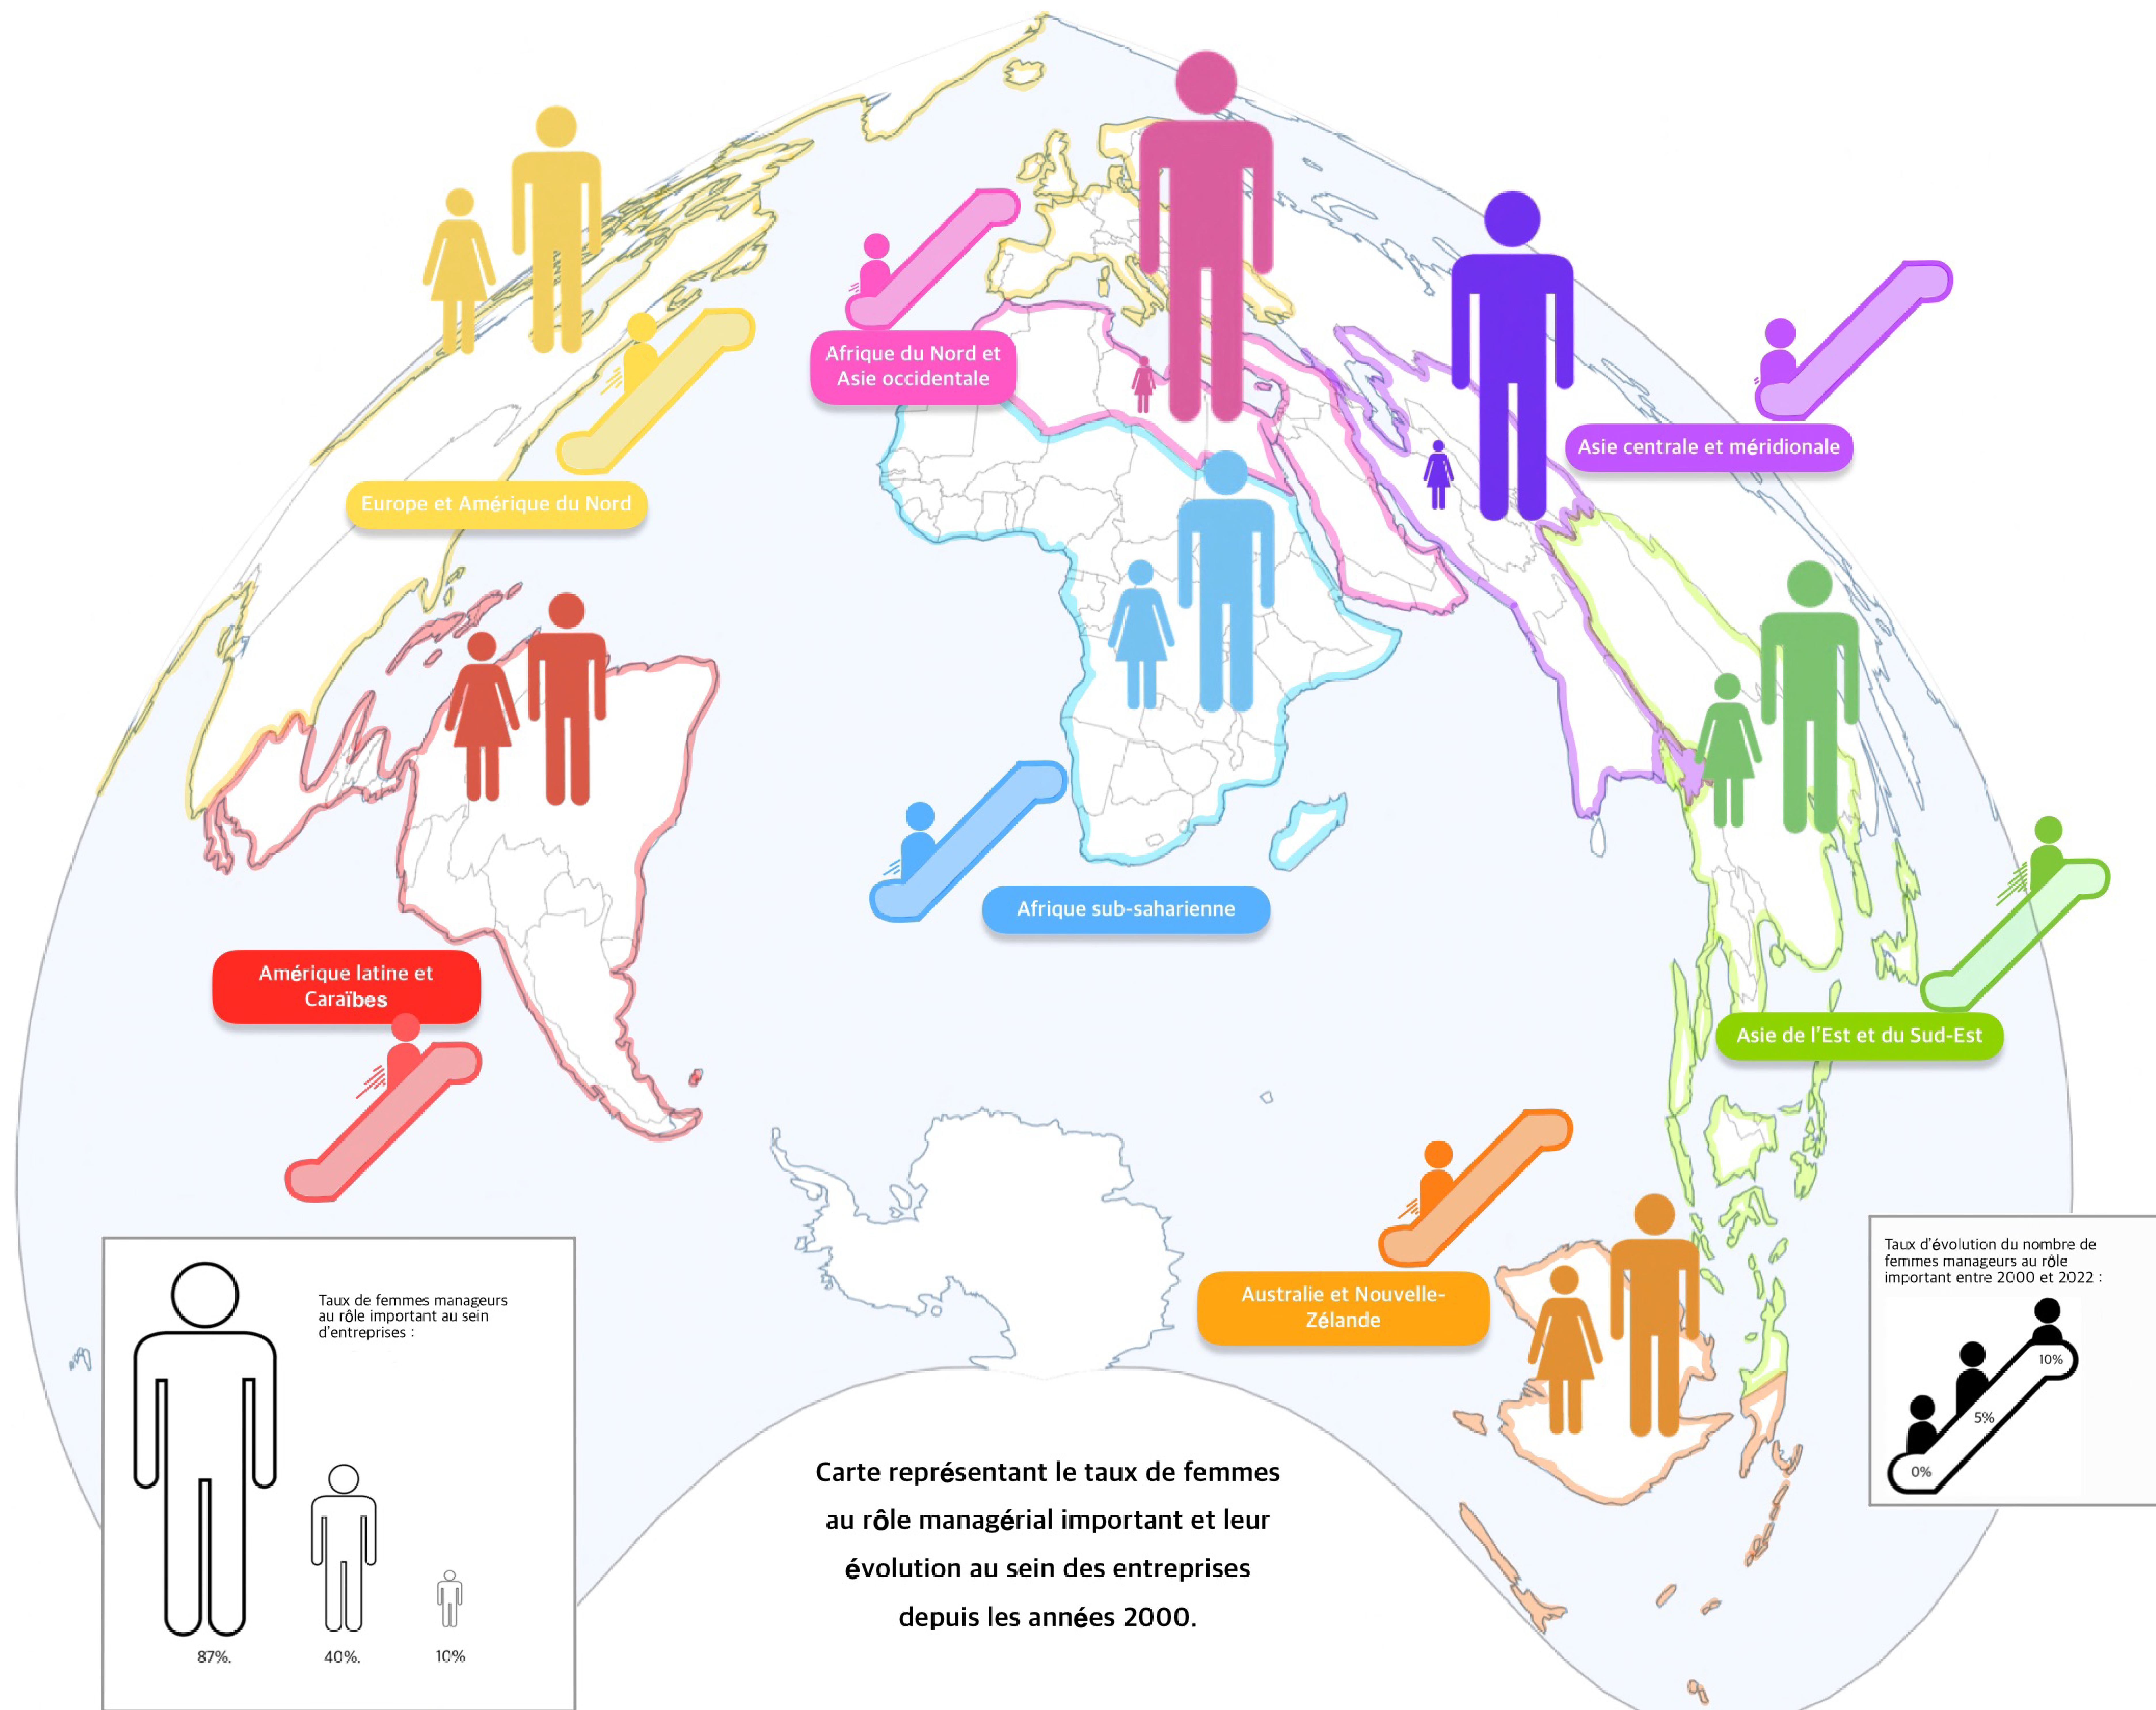 Afrique du Nord et
Asie occidentale
Asie centrale et méridionale
Europe et Amérique du Nord
Afrique sub-saharienne
Amérique latine et
Caraïbes
Asie de l'Est et du Sud-Est
Australie et Nouvelle-
Zélande
Taux de femmes manageurs
au rôle important au sein
d'entreprises :
87%.
40%.
10%
Carte représentant le taux de femmes
au rôle managérial important et leur
évolution au sein des entreprises
depuis les années 2000.
Taux d'évolution du nombre de
femmes manageurs au rôle
important entre 2000 et 2022 :
10%
5%
0%